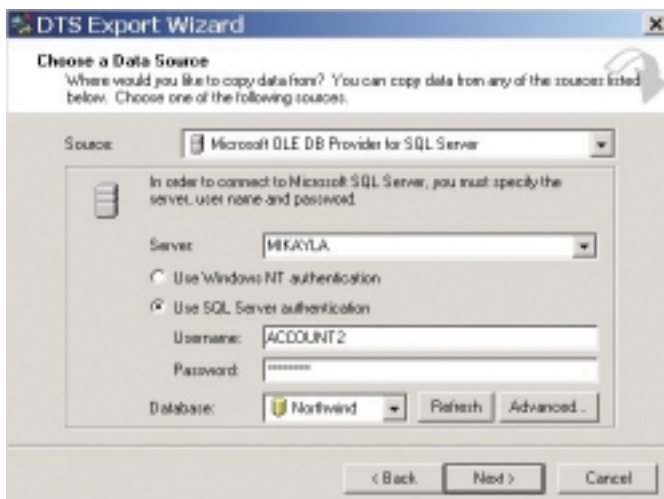 DTS Export Wizard
Choose a Data Source
Where would you like to copy data from? You can copy data from any of the sources listed
below. Choose one of the following sources.
Source: Microsoft OLE DB Provider for SQL Server
In order to connect to Microsoft SQL Server, you must specify the
server, user name and password.
Server: MIKAYLA
Use Windows NT authentication
Use SQL Server authentication
Username: ACCOUNT2
Password: ********
Database: Northwind Refresh Advanced...
< Back Next > Cancel